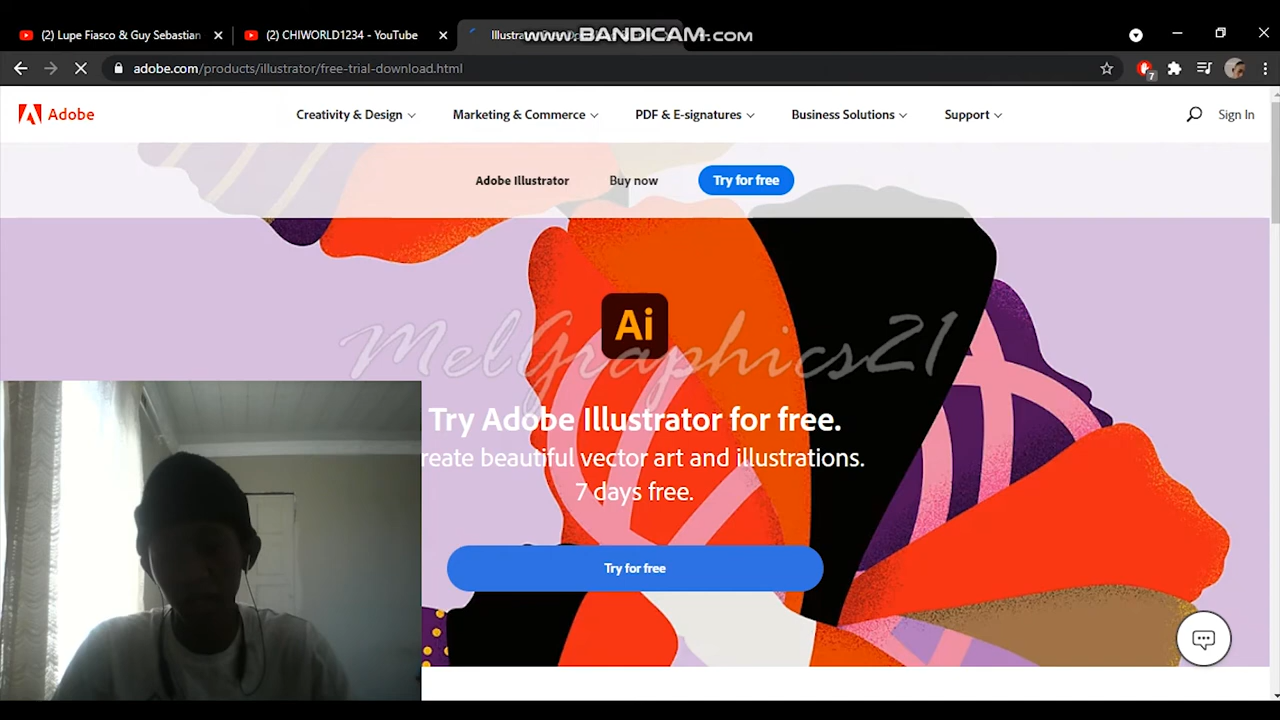 (2) Lupe Fiasco & Guy Sebastian
(2) CHIWORLD1234 - YouTube
www.BANDICAM.com
adobe.com/products/illustrator/free-trial-download.html
7
Adobe
Creativity & Design
Marketing & Commerce
PDF & E-signatures
Business Solutions
Support
Sign In
Adobe Illustrator
Buy now
Try for free
Ai
MelGraphics21
Try Adobe Illustrator for free.
reate beautiful vector art and illustrations.
7 days free.
Try for free